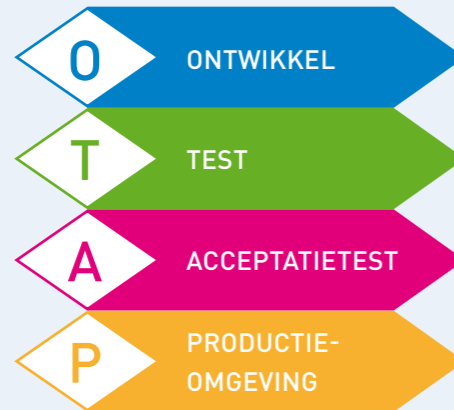 O ONTWIKKEL
T TEST
A ACCEPTATIETEST
P PRODUCTIE-
OMGEVING